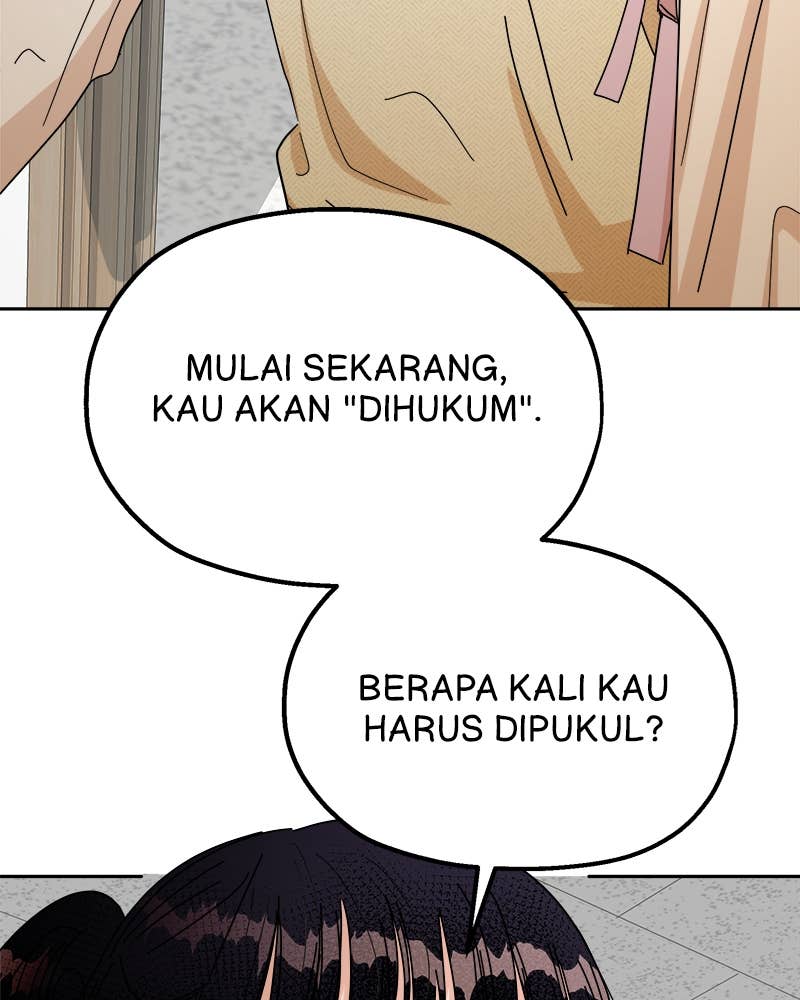 MULAI SEKARANG,
KAU AKAN "DIHUKUM".
BERAPA KALI KAU
HARUS DIPUKUL?